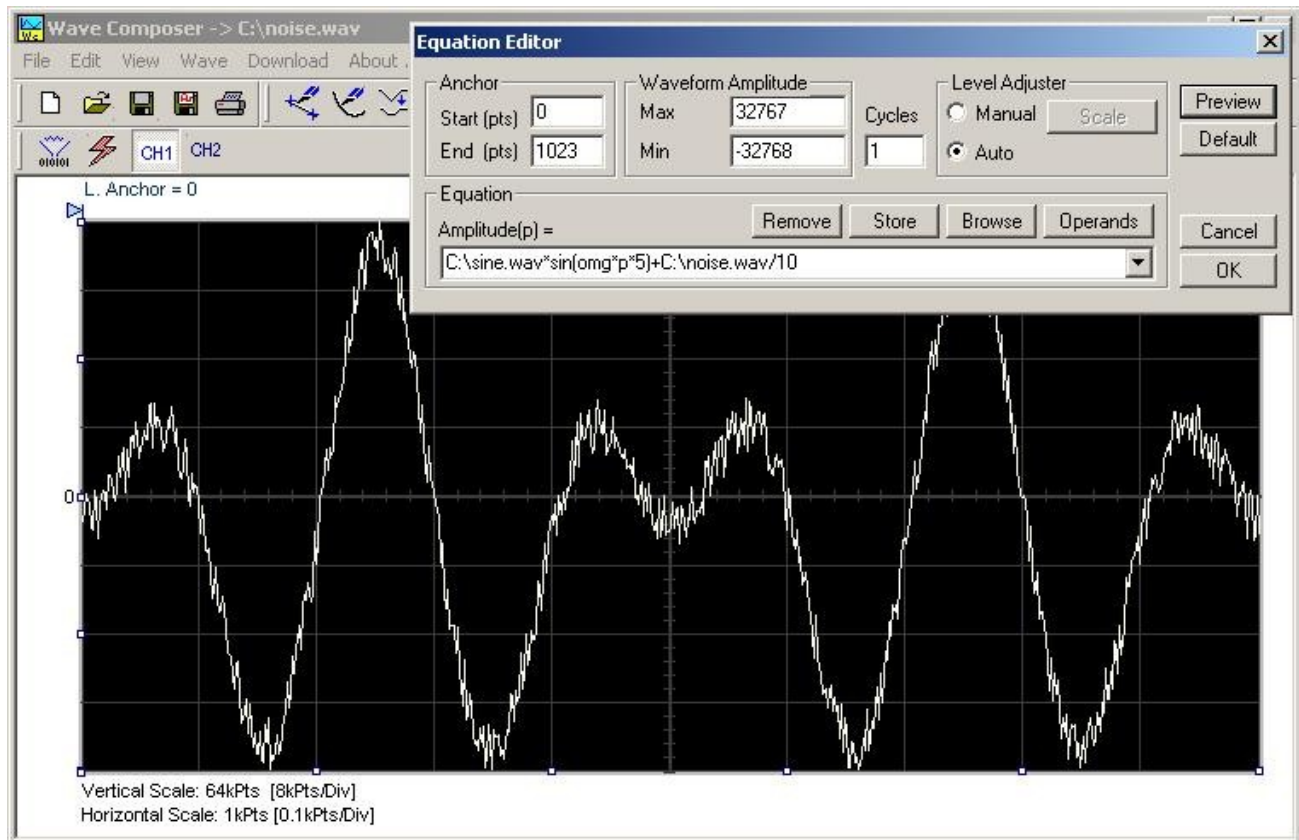 Wave Composer -> C:\noise.wav
File Edit View Wave Download About
CH1 CH2
L. Anchor = 0
Equation Editor
Anchor
Start (pts) 0
End (pts) 1023
Waveform Amplitude
Max 32767
Min -32768
Cycles
1
Level Adjuster
Manual Scale
Auto
Preview
Default
Equation
Amplitude(p) = Remove Store Browse Operands
C:\sine.wav*sin(omg*p*5)+C:\noise.wav/10
Cancel
OK
0
Vertical Scale: 64kPts [8kPts/Div]
Horizontal Scale: 1kPts [0.1kPts/Div]